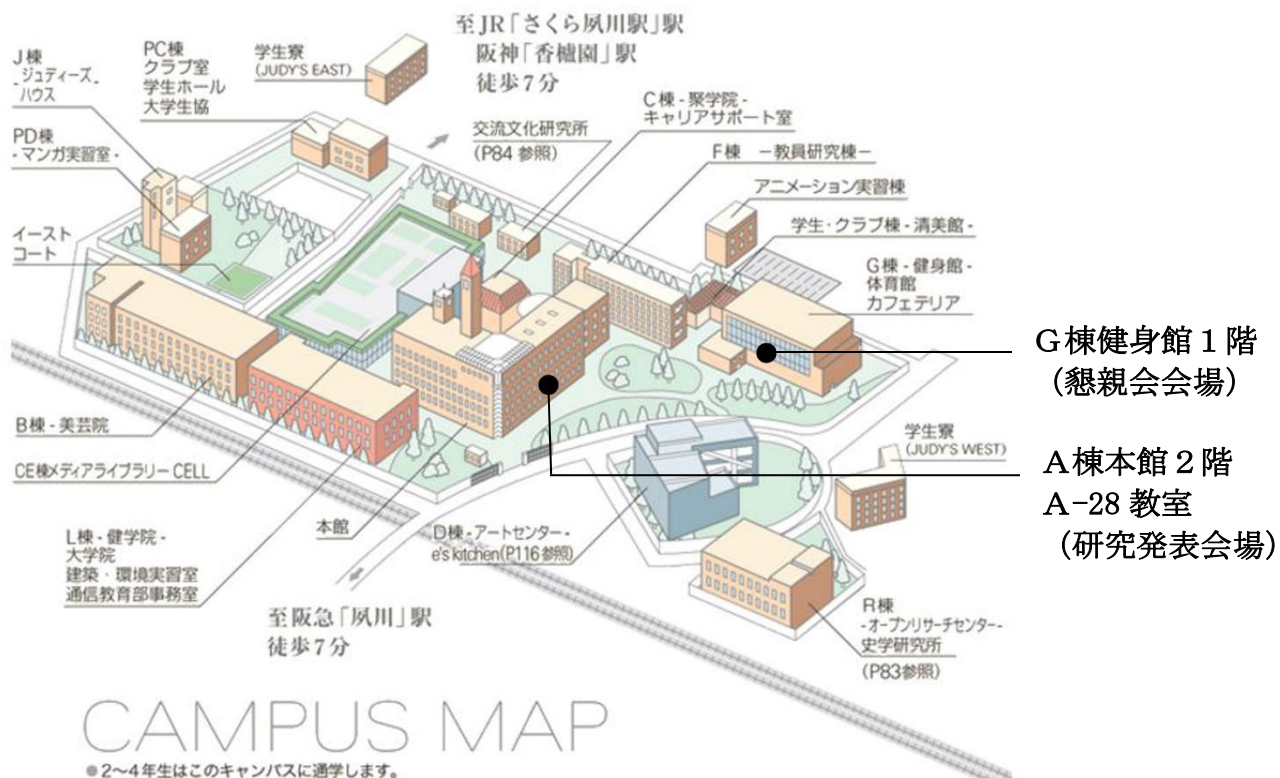 至JR「さくら夙川駅」駅
阪神「香櫨園」駅
徒歩7分
J棟
-ジュディーズ-
ハウス
PC棟
クラブ室
学生ホール
大学生協
学生寮
(JUDY'S EAST)
PD棟
-マンガ実習室-
交流文化研究所
(P84 参照)
C棟-聚学院-
キャリアサポート室
F棟 -教員研究棟-
アニメーション実習棟
学生・クラブ棟-清美館-
G棟-健身館-
体育館
カフェテリア
イースト
コート
G棟健身館1階
(懇親会会場)
B棟-美芸院
CE棟メディアライブラリーCELL
学生寮
(JUDY'S WEST)
A棟本館2階
A-28教室
(研究発表会場)
L棟-健学院-
大学院
建築・環境実習室
通信教育部事務室
本館
D棟-アートセンター-
e's kitchen(P116参照)
至阪急「夙川」駅
徒歩7分
R棟
-オープンリサーチセンター-
史学研究所
(P83参照)
CAMPUS MAP
●2〜4年生はこのキャンパスに通学します。